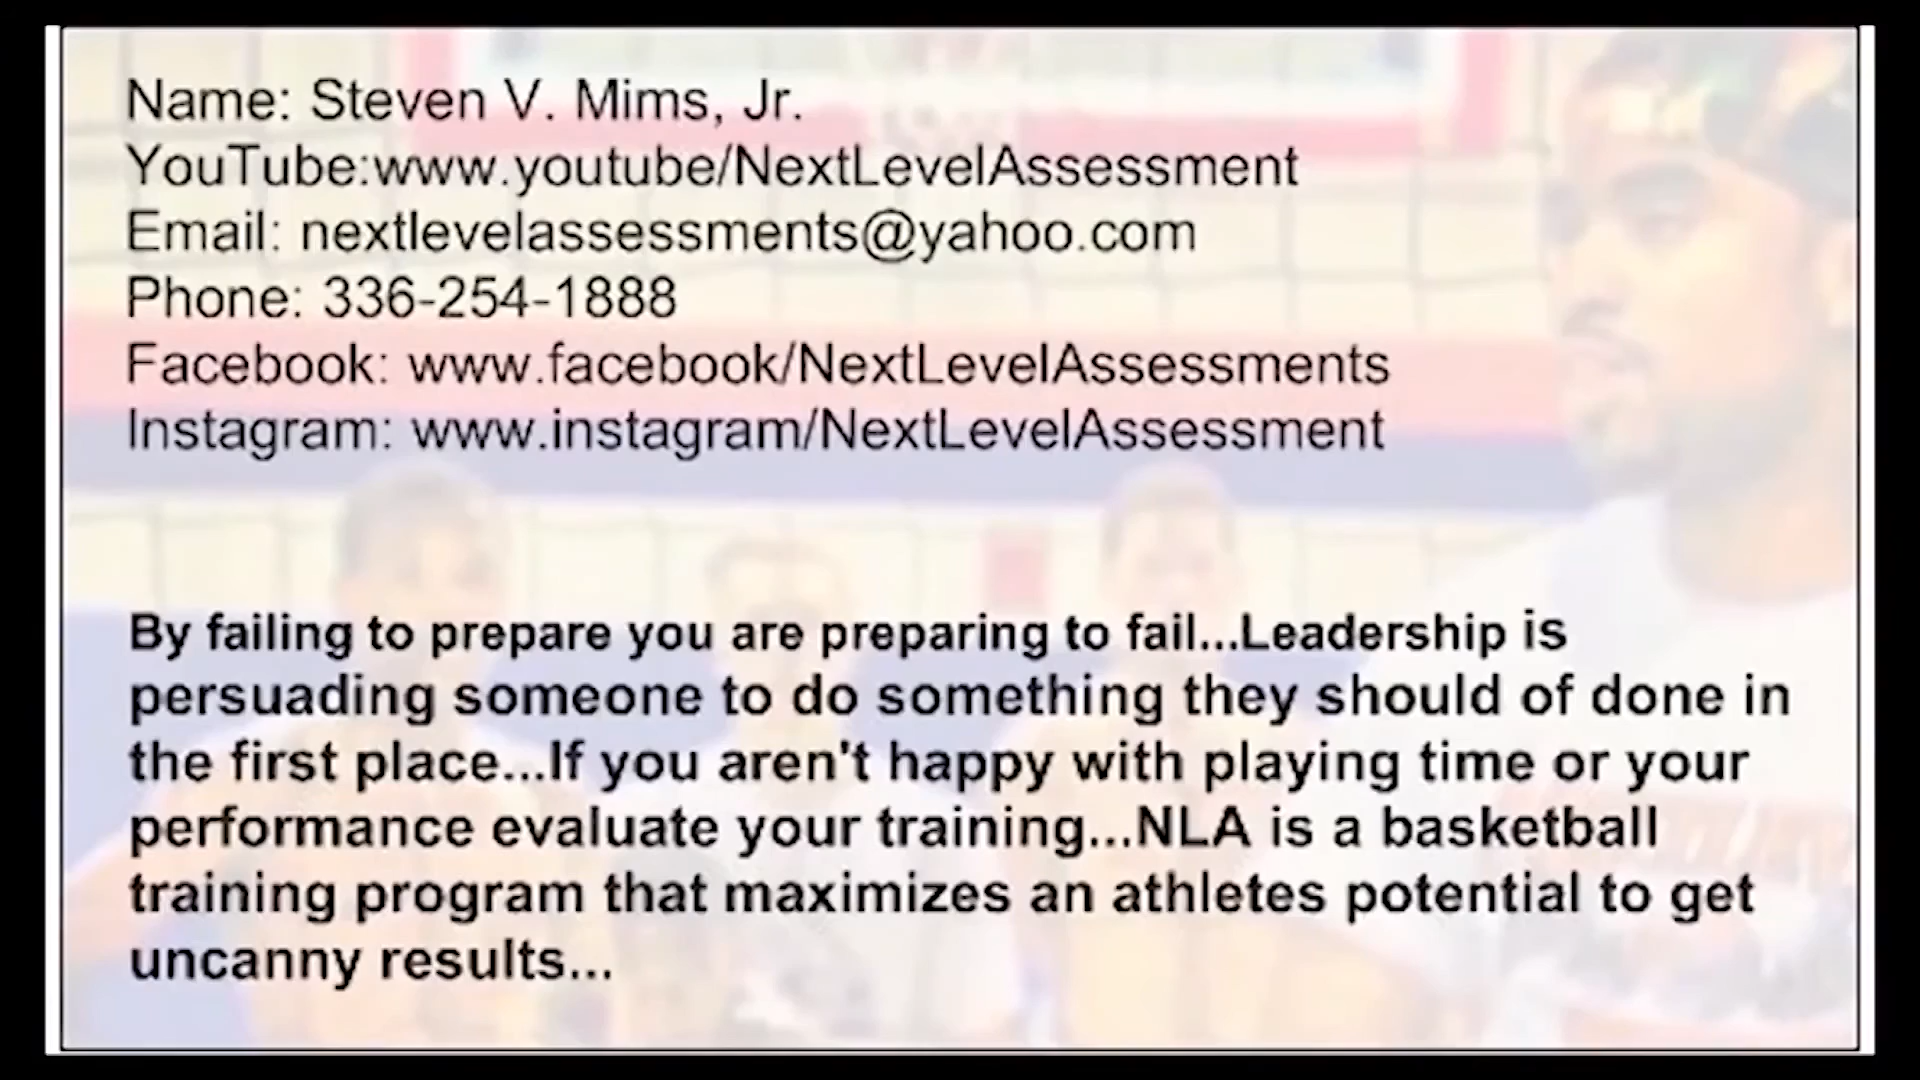 Name: Steven V. Mims, Jr.
YouTube:www.youtube/NextLevelAssessment
Email: nextlevelassessments@yahoo.com
Phone: 336-254-1888
Facebook: www.facebook/NextLevelAssessments
Instagram: www.instagram/NextLevelAssessment
By failing to prepare you are preparing to fail...Leadership is
persuading someone to do something they should of done in
the first place...If you aren't happy with playing time or your
performance evaluate your training...NLA is a basketball
training program that maximizes an athletes potential to get
uncanny results...